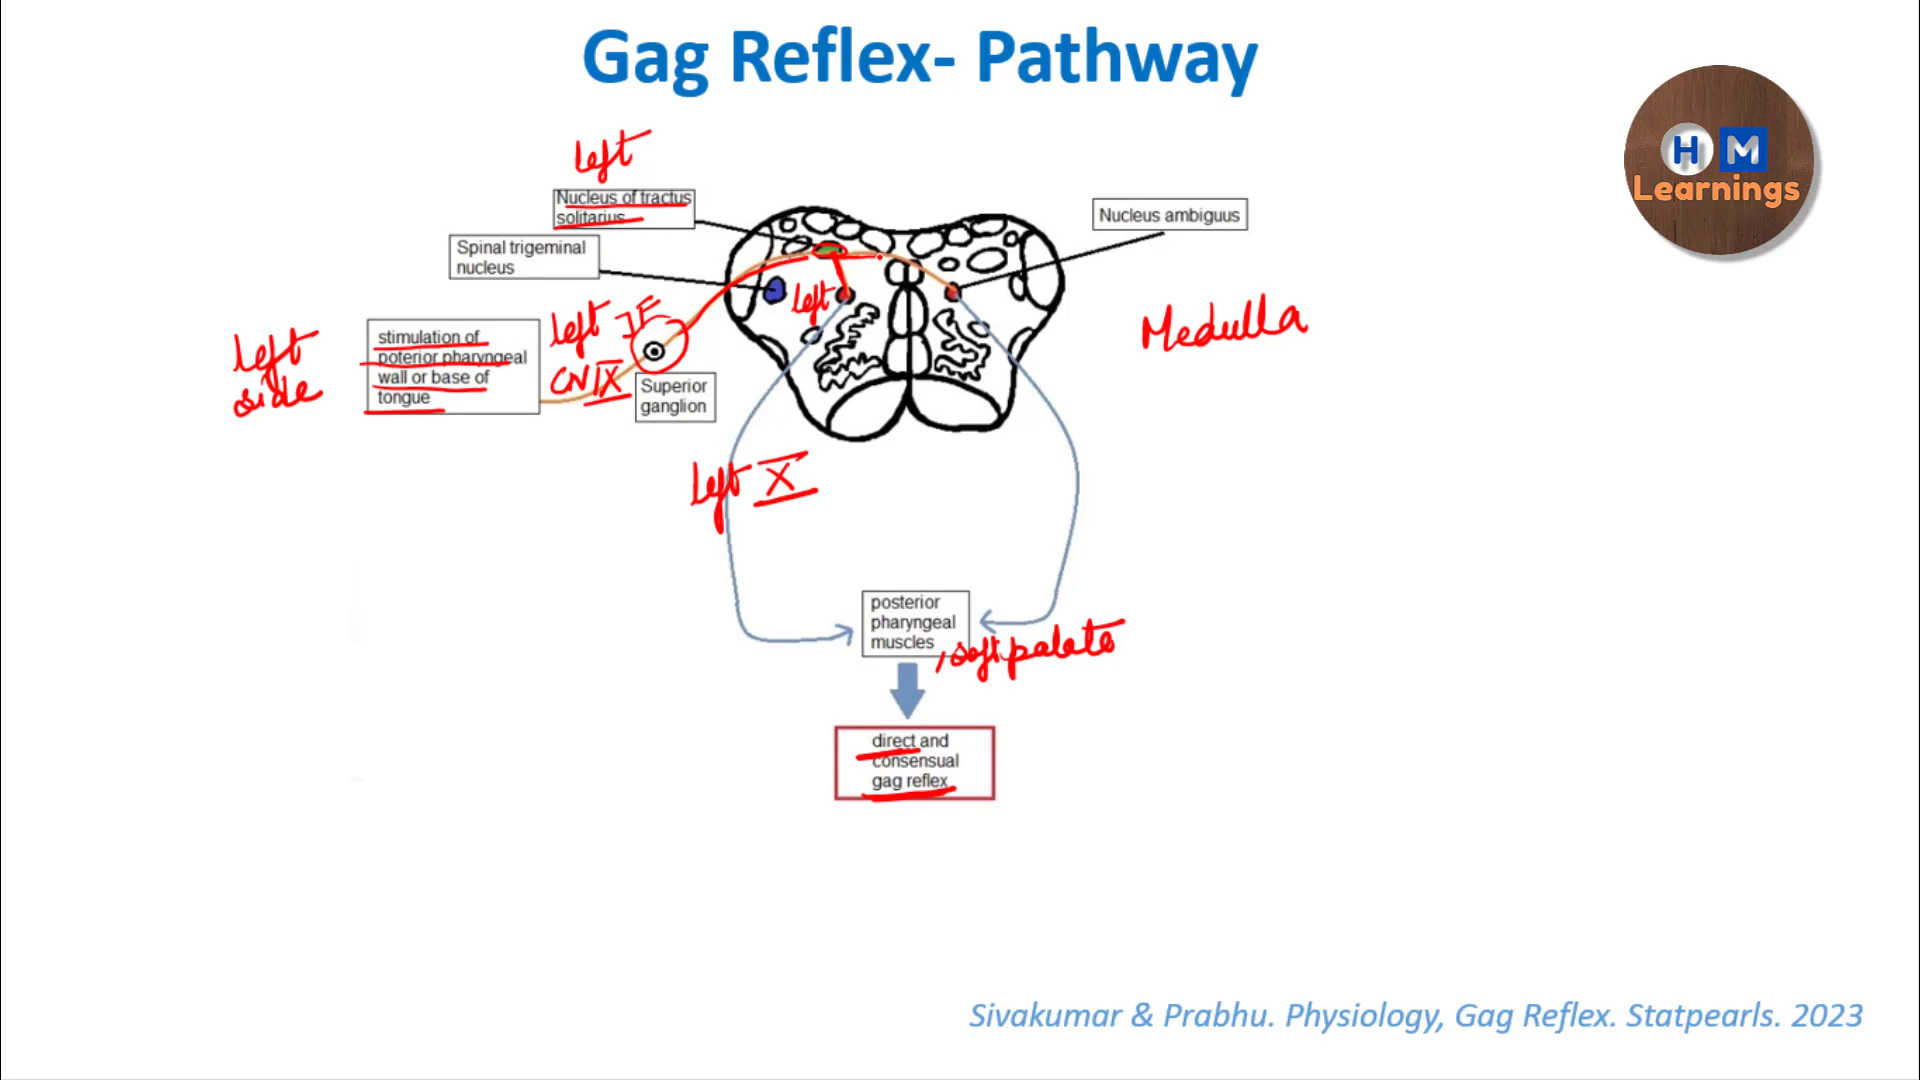 Gag Reflex- Pathway
H M
Learnings
left
Nucleus of tractus
solitarius
Nucleus ambiguus
Spinal trigeminal
nucleus
left
left
side
stimulation of
poterior pharyngeal
wall or base of
tongue
left JF
CN IX
Superior
ganglion
Medulla
left X
posterior
pharyngeal
muscles
, soft palate
direct and
consensual
gag reflex
Sivakumar & Prabhu. Physiology, Gag Reflex. Statpearls. 2023